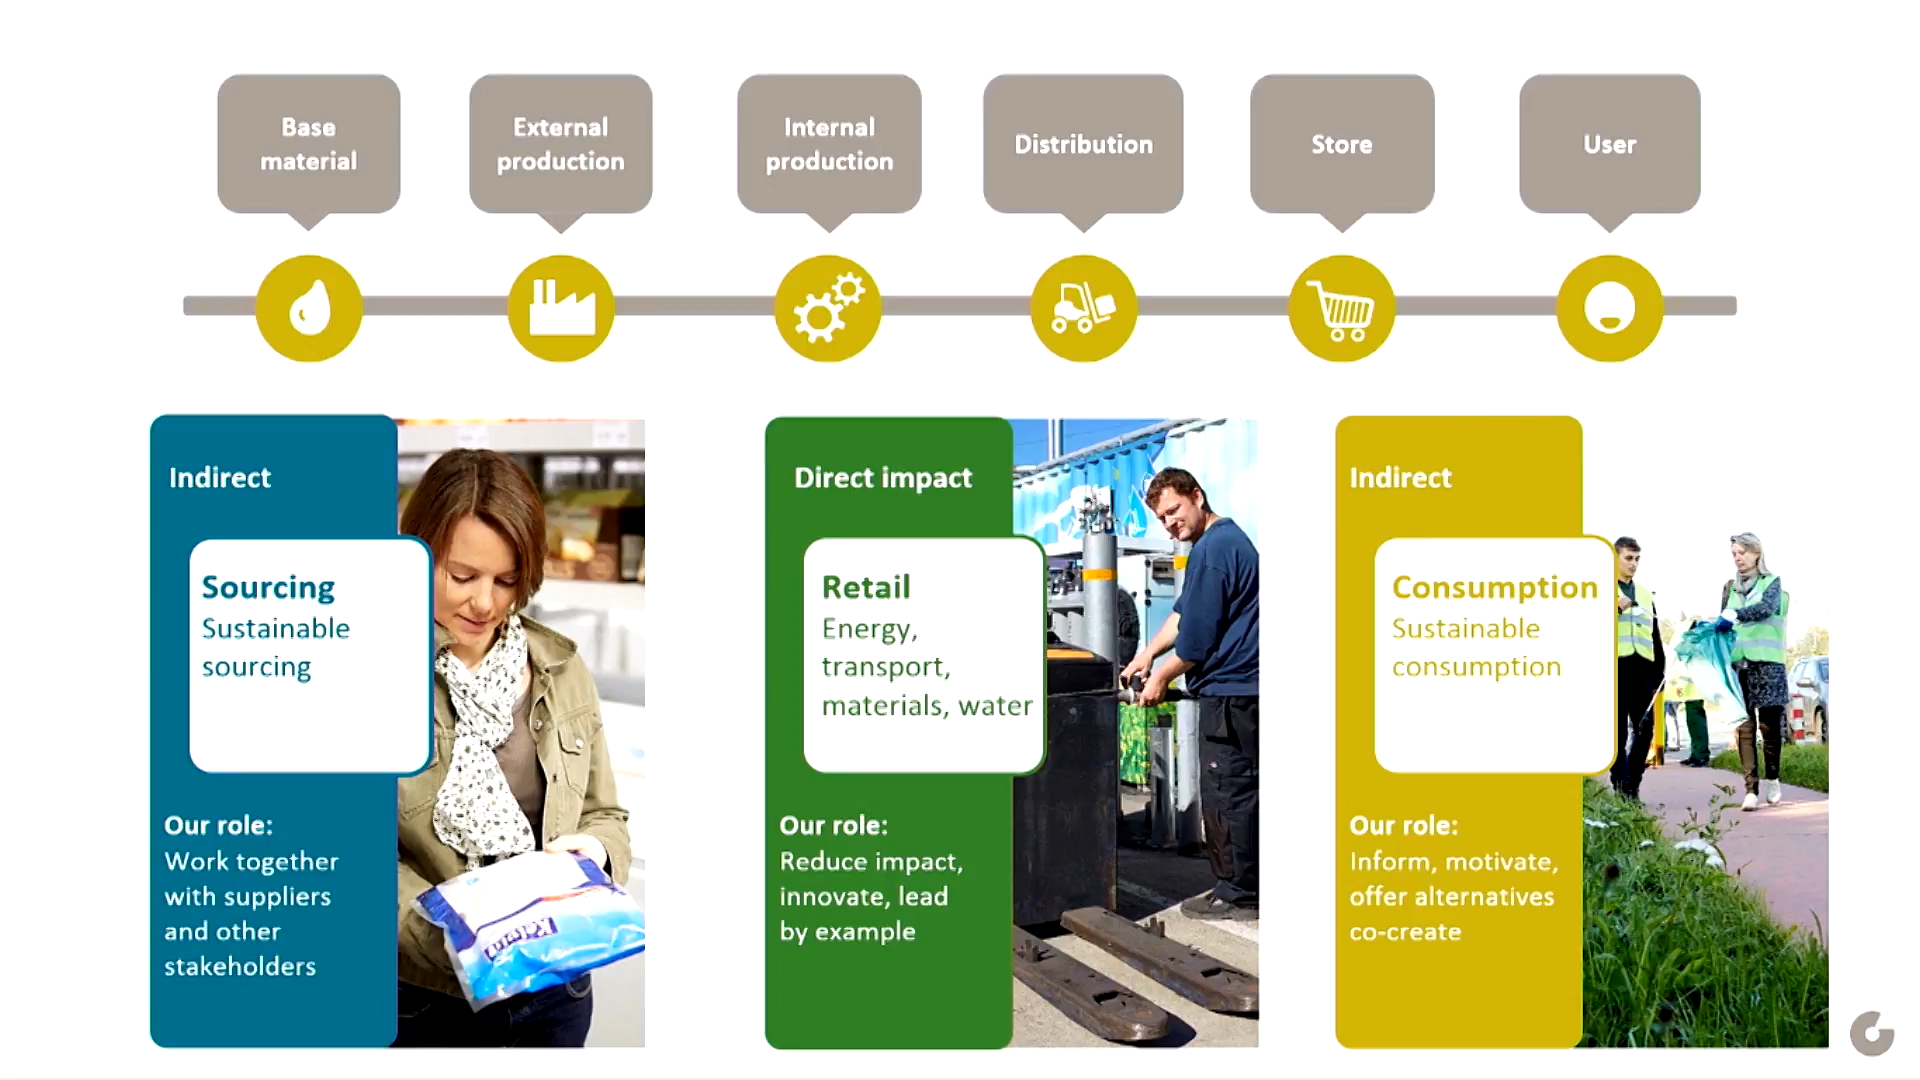 Base
material
External
production
Internal
production
Distribution
Store
User
Indirect
Sourcing
Sustainable
sourcing
Our role:
Work together
with suppliers
and other
stakeholders
Direct impact
Retail
Energy,
transport,
materials, water
Our role:
Reduce impact,
innovate, lead
by example
Indirect
Consumption
Sustainable
consumption
Our role:
Inform, motivate,
offer alternatives
co-create